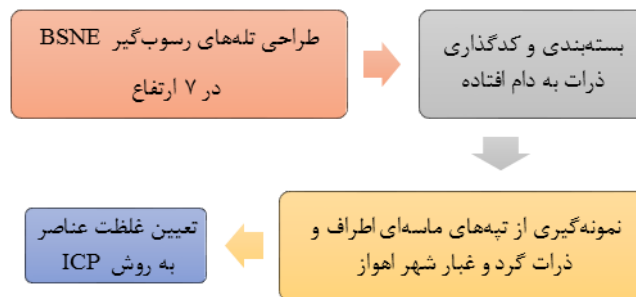 طراحی تله‌های رسوب‌گیر BSNE
در ۷ ارتفاع
بسته‌بندی و کدگذاری
ذرات به دام افتاده
نمونه‌گیری از تپه‌های ماسه‌ای اطراف و
ذرات گرد و غبار شهر اهواز
تعیین غلظت عناصر
به روش ICP